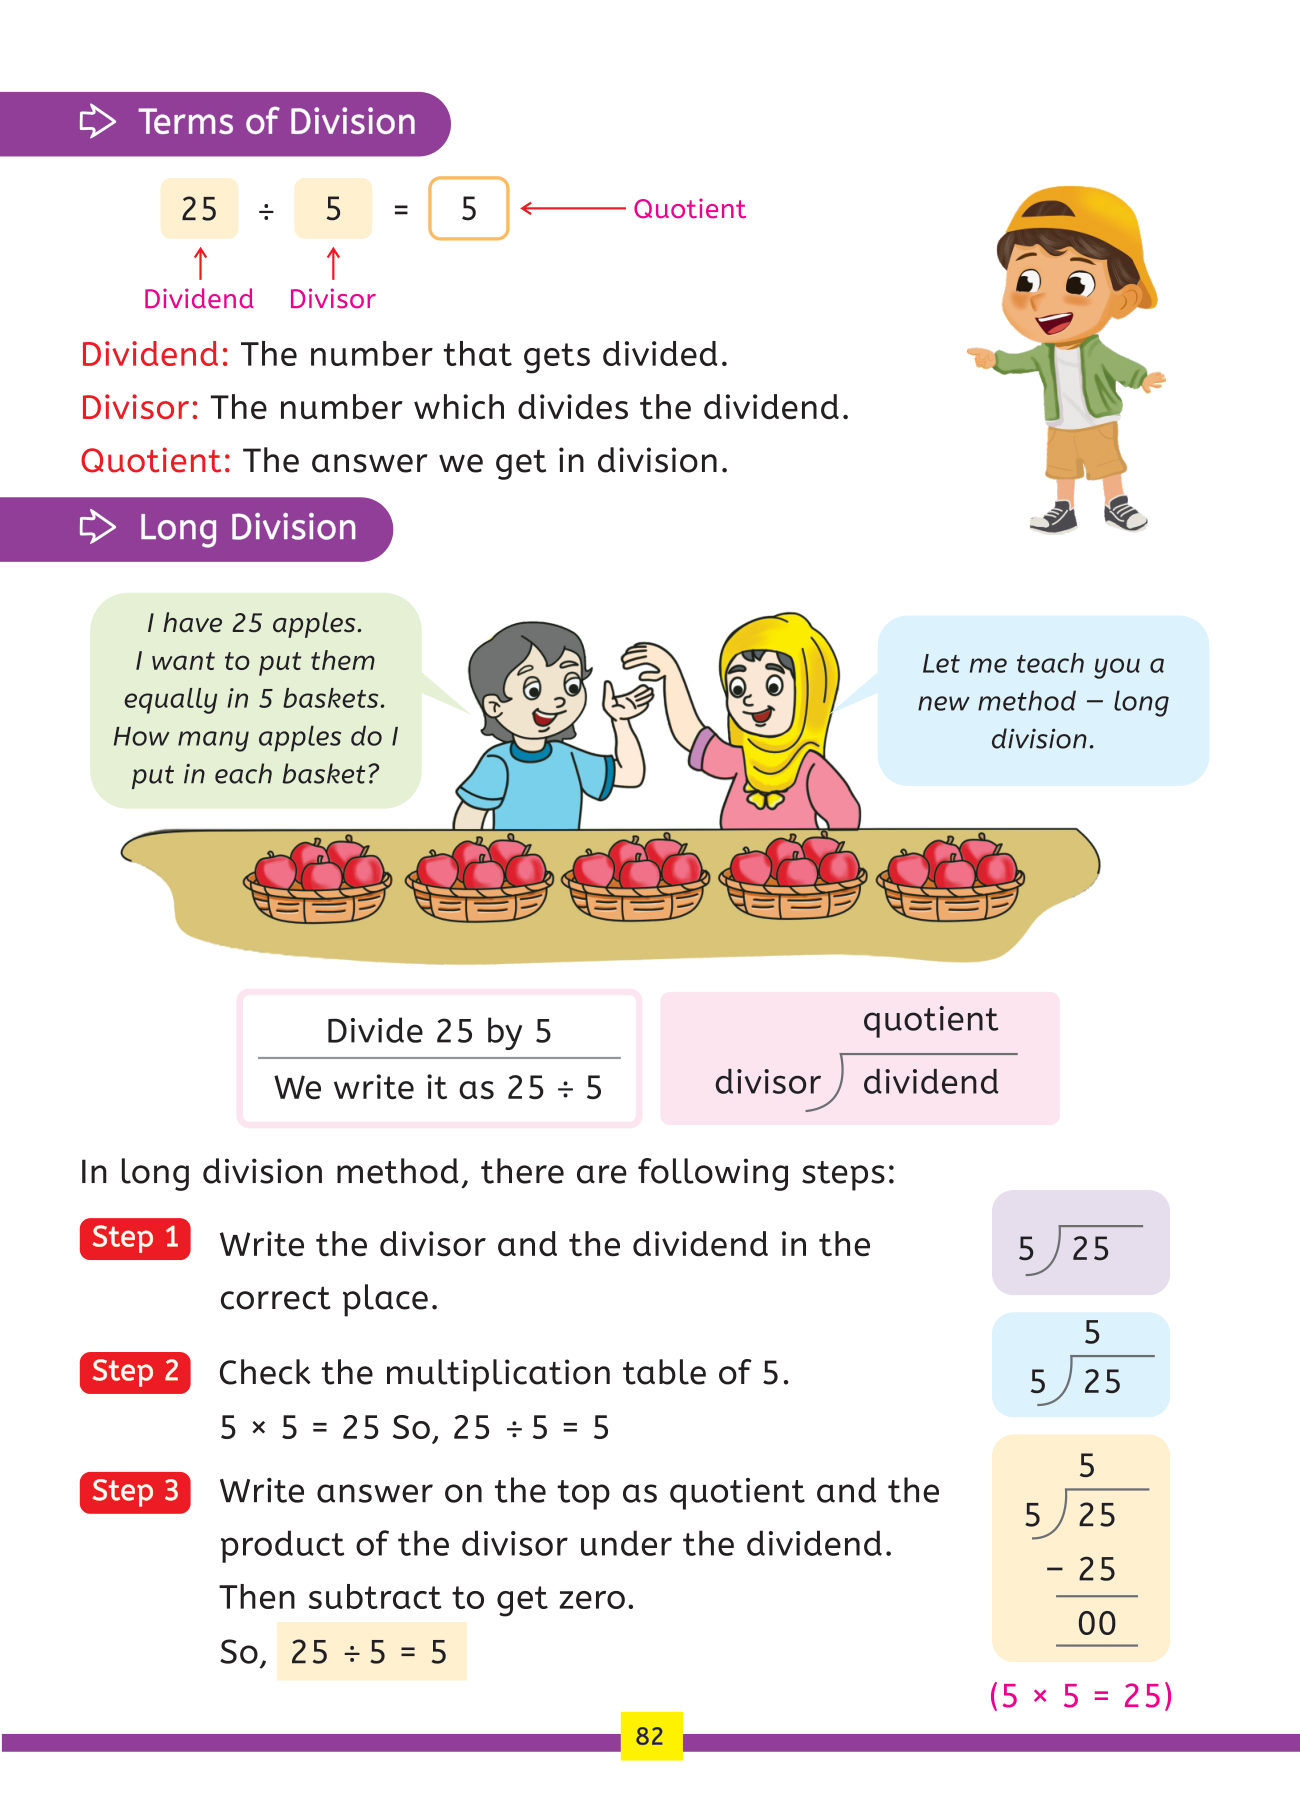 Terms of Division
25 ÷ 5 = 5 Quotient
Dividend Divisor
Dividend: The number that gets divided.
Divisor: The number which divides the dividend.
Quotient: The answer we get in division.
Long Division
I have 25 apples.
I want to put them
equally in 5 baskets.
How many apples do I
put in each basket?
Let me teach you a
new method – long
division.
Divide 25 by 5
We write it as 25 ÷ 5
quotient
divisor dividend
In long division method, there are following steps:
Step 1 Write the divisor and the dividend in the
correct place.
5 25
Step 2 Check the multiplication table of 5.
5 × 5 = 25 So, 25 ÷ 5 = 5
5
5 25
Step 3 Write answer on the top as quotient and the
product of the divisor under the dividend.
Then subtract to get zero.
So, 25 ÷ 5 = 5
5
5 25
– 25
00
(5 × 5 = 25)
82